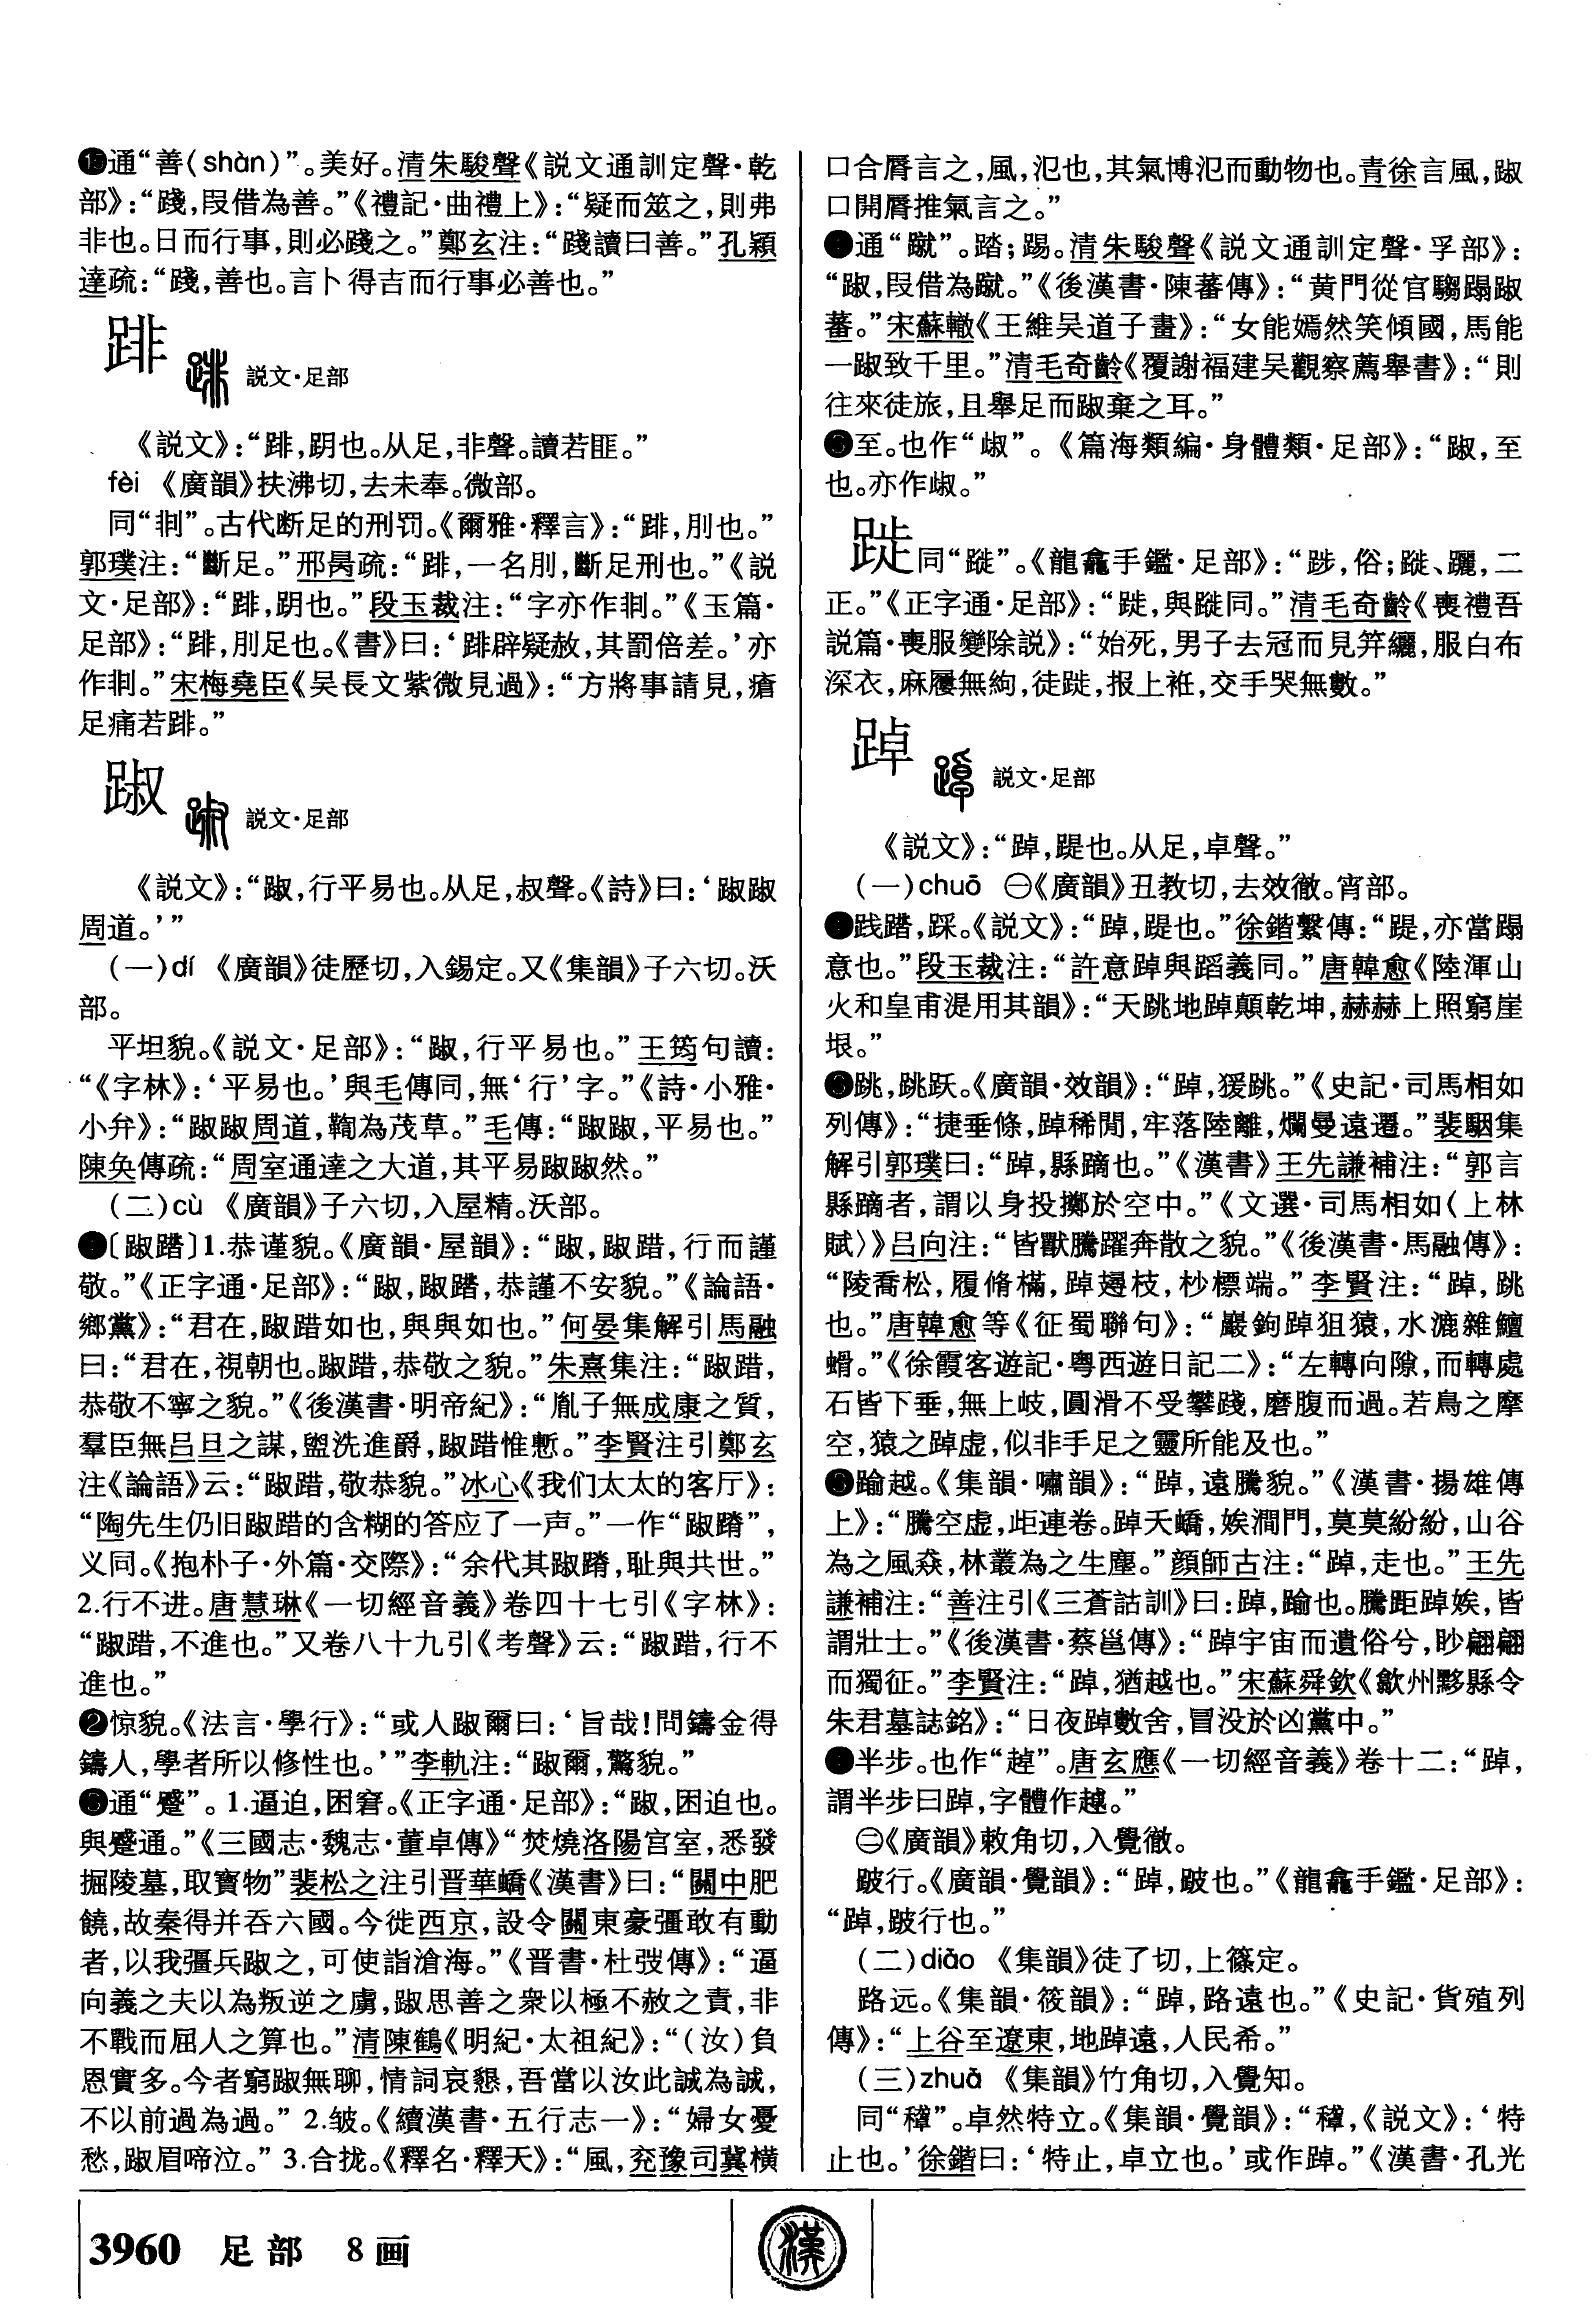 ⓱通“善(shàn)”。美好。清朱駿聲《説文通訓定聲·乾
部》:“踐,叚借為善。”《禮記·曲禮上》:“疑而筮之,則弗
非也。日而行事,則必踐之。”鄭玄注:“踐讀曰善。”孔穎
達疏:“踐,善也。言卜得吉而行事必善也。”
踄
説文·足部
《説文》:“䠊,跀也。从足,非聲。讀若匪。”
fèi 《廣韻》扶沸切,去未奉。微部。
同“剕”。古代断足的刑罚。《爾雅·釋言》:“䠊,刖也。”
郭璞注:“斷足。”邢昺疏:“䠊,一名刖,斷足刑也。”《説
文·足部》:“䠊,跀也。”段玉裁注:“字亦作剕。”《玉篇·
足部》:“䠊,刖足也。《書》曰:‘䠊辟疑赦,其罰倍差。’亦
作剕。”宋梅堯臣《吴長文紫微見過》:“方將事請見,瘡
足痛若䠊。”
踧
説文·足部
《説文》:“踧,行平易也。从足,叔聲。《詩》曰:‘踧踧
周道。’”
(一)dí 《廣韻》徒歷切,入錫定。又《集韻》子六切。沃
部。
平坦貌。《説文·足部》:“踧,行平易也。”王筠句讀:
“《字林》:‘平易也。’與毛傳同,無‘行’字。”《詩·小雅·
小弁》:“踧踧周道,鞫為茂草。”毛傳:“踧踧,平易也。”
陳奂傳疏:“周室通達之大道,其平易踧踧然。”
(二)cù 《廣韻》子六切,入屋精。沃部。
❶〔踧踖〕1.恭谨貌。《廣韻·屋韻》:“踧,踧踖,行而謹
敬。”《正字通·足部》:“踧,踧踖,恭謹不安貌。”《論語·
鄉黨》:“君在,踧踖如也,與與如也。”何晏集解引馬融
曰:“君在,視朝也。踧踖,恭敬之貌。”朱熹集注:“踧踖,
恭敬不寧之貌。”《後漢書·明帝紀》:“胤子無成康之質,
羣臣無吕旦之謀,盥洗進爵,踧踖惟慙。”李賢注引鄭玄
注《論語》云:“踧踖,敬恭貌。”冰心《我们太太的客厅》:
“陶先生仍旧踧踖的含糊的答应了一声。”一作“踧䠞”,
义同。《抱朴子·外篇·交際》:“余代其踧䠞,耻與共世。”
2.行不进。唐慧琳《一切經音義》卷四十七引《字林》:
“踧踖,不進也。”又卷八十九引《考聲》云:“踧踖,行不
進也。”
❷惊貌。《法言·學行》:“或人踧爾曰:‘旨哉!問鑄金得
鑄人,學者所以修性也。’”李軌注:“踧爾,驚貌。”
❸通“蹙”。1.逼迫,困窘。《正字通·足部》:“踧,困迫也。
與蹙通。”《三國志·魏志·董卓傳》“焚燒洛陽宫室,悉發
掘陵墓,取寶物”裴松之注引晋華嶠《漢書》曰:“關中肥
饒,故秦得并吞六國。今徙西京,設令關東豪彊敢有動
者,以我彊兵踧之,可使詣滄海。”《晋書·杜弢傳》:“逼
向義之夫以為叛逆之虜,踧思善之衆以極不赦之責,非
不戰而屈人之算也。”清陳鶴《明紀·太祖紀》:“(汝)負
恩實多。今者窮踧無聊,情詞哀懇,吾當以汝此誠為誠,
不以前過為過。” 2.皱。《續漢書·五行志一》:“婦女憂
愁,踧眉啼泣。” 3.合拢。《釋名·釋天》:“風,兖豫司冀横
口合脣言之,風,氾也,其氣博氾而動物也。青徐言風,踧
口開脣推氣言之。”
❹通“蹴”。踏;踢。清朱駿聲《説文通訓定聲·孚部》:
“踧,叚借為蹴。”《後漢書·陳蕃傳》:“黄門從官騶蹋踧
蕃。”宋蘇轍《王維吴道子畫》:“女能嫣然笑傾國,馬能
一踧致千里。”清毛奇齡《覆謝福建吴觀察薦舉書》:“則
往來徒旅,且舉足而踧棄之耳。”
❺至。也作“𡻕”。《篇海類編·身體類·足部》:“踧,至
也。亦作。”
同“蹝”。《龍龕手鑑·足部》:“,俗;蹝、躧,二
正。”《正字通·足部》:“,與蹝同。”清毛奇齡《喪禮吾
説篇·喪服變除説》:“始死,男子去冠而見筓纚,服白布
深衣,麻屨無絇,徒,报上袵,交手哭無數。”
踔
説文·足部
《説文》:“踔,踶也。从足,卓聲。”
(一)chuō ㊀《廣韻》丑教切,去效徹。宵部。
❶践踏,踩。《説文》:“踔,踶也。”徐鍇繫傳:“踶,亦當蹋
意也。”段玉裁注:“許意踔與蹈義同。”唐韓愈《陸渾山
火和皇甫湜用其韻》:“天跳地踔顛乾坤,赫赫上照窮崖
垠。”
❷跳,跳跃。《廣韻·效韻》:“踔,猨跳。”《史記·司馬相如
列傳》:“捷垂條,踔稀閒,牢落陸離,爛曼遠遷。”裴駰集
解引郭璞曰:“踔,縣蹢也。”《漢書》王先謙補注:“郭言
縣蹢者,謂以身投擲於空中。”《文選·司馬相如〈上林
賦〉》吕向注:“皆獸騰躍奔散之貌。”《後漢書·馬融傳》:
“陵喬松,履脩樠,踔㩽枝,杪標端。”李賢注:“踔,跳
也。”唐韓愈等《征蜀聯句》:“巖鉤踔狙猿,水漉雜鱣
螖。”《徐霞客遊記·粤西遊日記二》:“左轉向隙,而轉處
石皆下垂,無上岐,圓滑不受攀踐,磨腹而過。若鳥之摩
空,猿之踔虚,似非手足之靈所能及也。”
❸踰越。《集韻·嘯韻》:“踔,遠騰貌。”《漢書·揚雄傳
上》:“騰空虚,歫連卷。踔夭蟜,娭澗門,莫莫紛紛,山谷
為之風猋,林叢為之生塵。”顔師古注:“踔,走也。”王先
謙補注:“善注引《三蒼詁訓》曰:踔,踰也。騰距踔娭,皆
謂壯士。”《後漢書·蔡邕傳》:“踔宇宙而遺俗兮,眇翩翩
而獨征。”李賢注:“踔,猶越也。”宋蘇舜欽《歙州黟縣令
朱君墓誌銘》:“日夜踔數舍,冒没於凶黨中。”
❹半步。也作“趠”。唐玄應《一切經音義》卷十二:“踔,
謂半步曰踔,字體作趠。”
㊁《廣韻》敕角切,入覺徹。
跛行。《廣韻·覺韻》:“踔,跛也。”《龍龕手鑑·足部》:
“踔,跛行也。”
(二)diǎo 《集韻》徒了切,上篠定。
路远。《集韻·筱韻》:“踔,路遠也。”《史記·貨殖列
傳》:“上谷至遼東,地踔遠,人民希。”
(三)zhuō 《集韻》竹角切,入覺知。
同“𥡴”。卓然特立。《集韻·覺韻》:“,《説文》:‘特
止也。’徐鍇曰:‘特止,卓立也。’或作踔。”《漢書·孔光
3960 足部 8画
漢